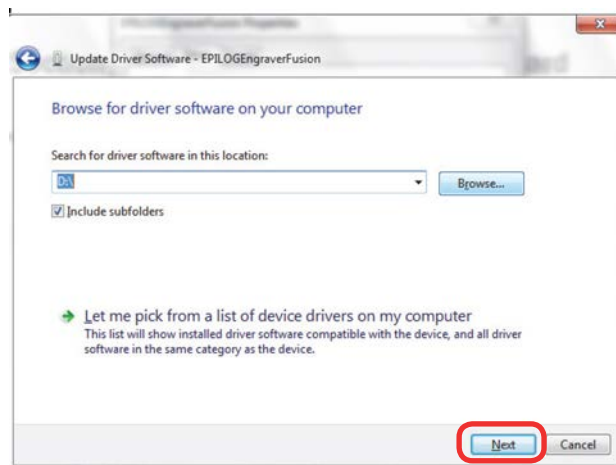 EPILOGEngraverFusion Properties
Update Driver Software - EPILOGEngraverFusion
Browse for driver software on your computer
Search for driver software in this location:
D:\
Browse...
Include subfolders
Let me pick from a list of device drivers on my computer
This list will show installed driver software compatible with the device, and all driver
software in the same category as the device.
Next
Cancel